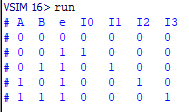 VSIM 16> run
# A B e I0 I1 I2 I3
# 0 0 0 0 0 0 0
# 0 0 1 1 0 0 0
# 0 1 1 0 1 0 0
# 1 0 1 0 0 1 0
# 1 1 1 0 0 0 1